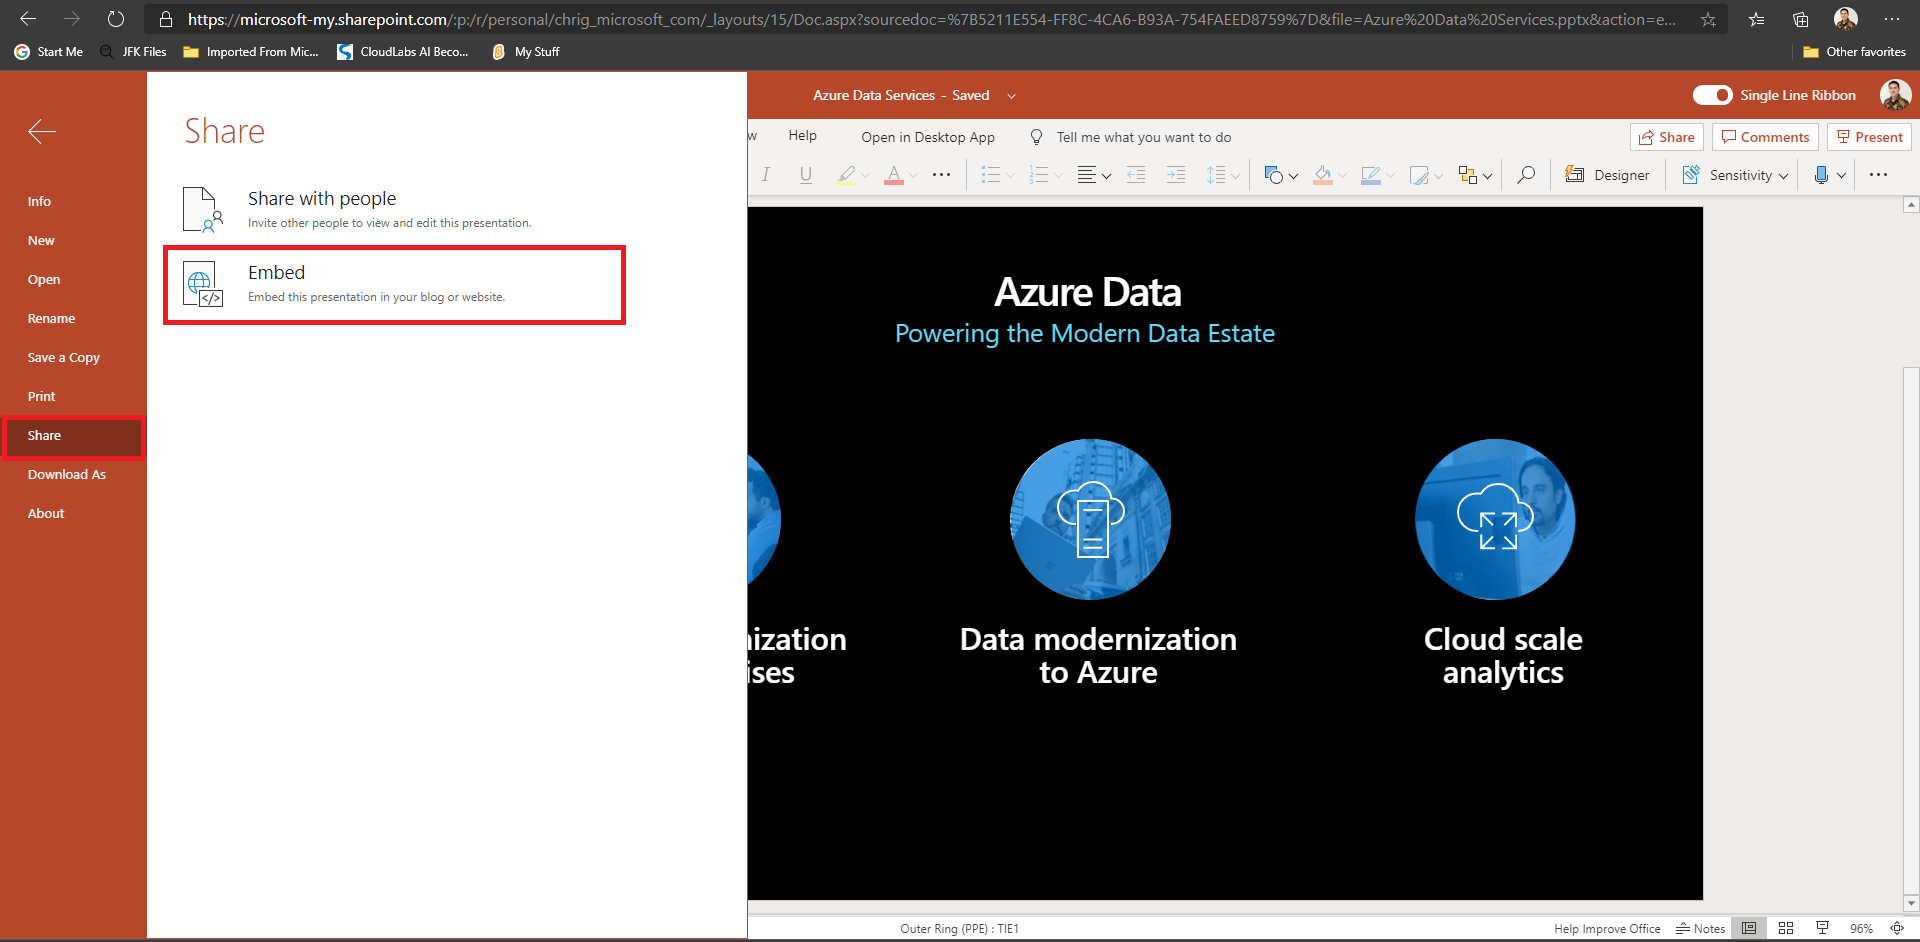 https://microsoft-my.sharepoint.com/:p:/r/personal/chrig_microsoft_com/_layouts/15/Doc.aspx?sourcedoc=%7B5211E554-FF8C-4CA6-B93A-754FAEED8759%7D&file=Azure%20Data%20Services.pptx&action=e...
Start Me
JFK Files
Imported From Mic...
CloudLabs AI Beco...
My Stuff
Other favorites
Info
New
Open
Rename
Save a Copy
Print
Share
Download As
About
Share
Share with people
Invite other people to view and edit this presentation.
Embed
Embed this presentation in your blog or website.
Azure Data Services - Saved
Single Line Ribbon
w
Help
Open in Desktop App
Tell me what you want to do
Share
Comments
Present
Designer
Sensitivity
Azure Data
Powering the Modern Data Estate
ization
ises
Data modernization
to Azure
Cloud scale
analytics
Outer Ring (PPE) : TIE1
Help Improve Office
Notes
96%